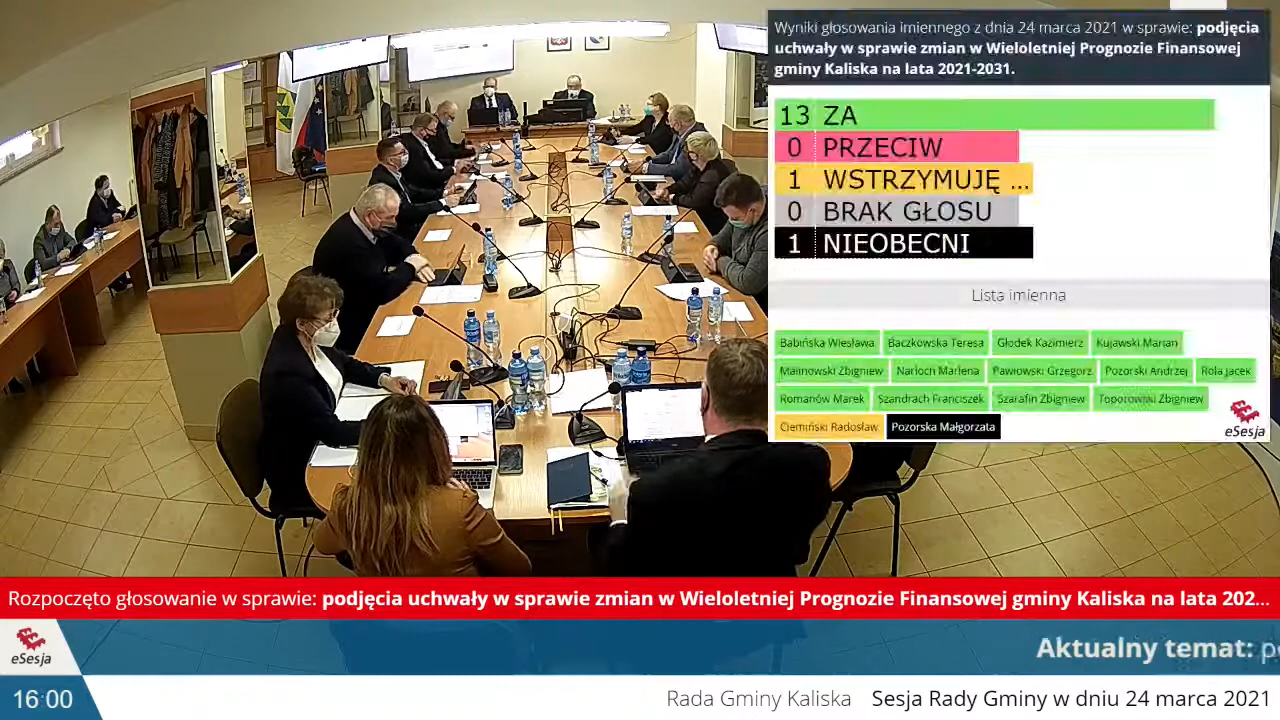 Wyniki głosowania imiennego z dnia 24 marca 2021 w sprawie: podjęcia
uchwały w sprawie zmian w Wieloletniej Prognozie Finansowej
gminy Kaliska na lata 2021-2031.
13 ZA
0 PRZECIW
1 WSTRZYMUJĘ ...
0 BRAK GŁOSU
1 NIEOBECNI
Lista imienna
Babińska Wiesława Baczkowska Teresa Głodek Kazimierz Kujawski Marian
Malinowski Zbigniew Narloch Marlena Pawłowski Grzegorz Pozorski Andrzej Rola Jacek
Romanów Marek Szandrach Franciszek Szarafin Zbigniew Toporowski Zbigniew
Ciemiński Radosław Pozorska Małgorzata
eSesja
Rozpoczęto głosowanie w sprawie: podjęcia uchwały w sprawie zmian w Wieloletniej Prognozie Finansowej gminy Kaliska na lata 202...
eSesja
Aktualny temat:
16:00
Rada Gminy Kaliska Sesja Rady Gminy w dniu 24 marca 2021